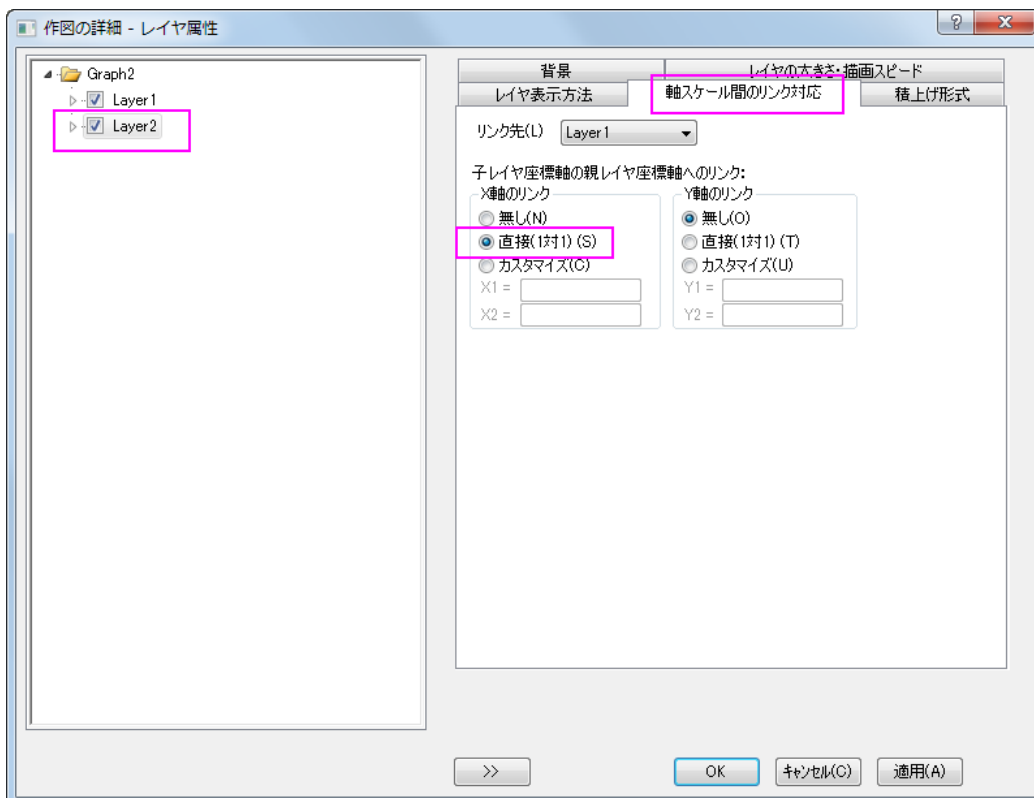 作図の詳細 - レイヤ属性
Graph2
Layer1
Layer2
背景
レイヤの大きさ・描画スピード
レイヤ表示方法
軸スケール間のリンク対応
積上げ形式
リンク先(L)
Layer1
子レイヤ座標軸の親レイヤ座標軸へのリンク:
X軸のリンク
無し(N)
直接(1対1) (S)
カスタマイズ(C)
X1 =
X2 =
Y軸のリンク
無し(O)
直接(1対1) (T)
カスタマイズ(U)
Y1 =
Y2 =
>>
OK
キャンセル(C)
適用(A)